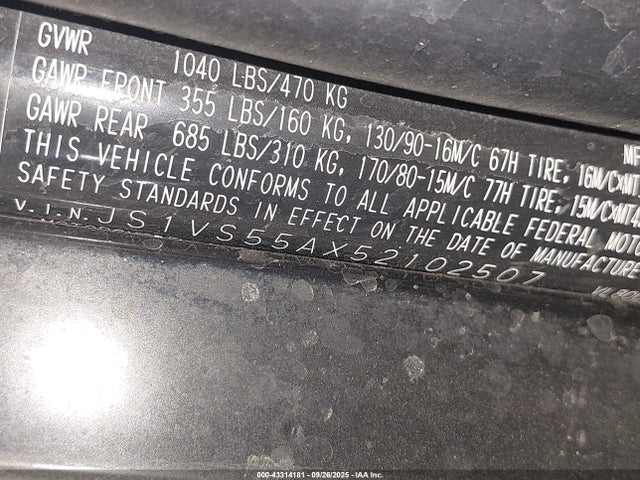 GVWR 1040 LBS/470 KG
GAWR FRONT 355 LBS/160 KG, 130/90-16M/C 67H TIRE, 16M/C×MT
GAWR REAR 685 LBS/310 KG, 170/80-15M/C 77H TIRE, 15M/C×MT4
THIS VEHICLE CONFORMS TO ALL APPLICABLE FEDERAL MOTO
SAFETY STANDARDS IN EFFECT ON THE DATE OF MANUFACTURE
V.I.N. JS1VS55AX52102507
000-43314181 - 09/26/2025 - IAA Inc.